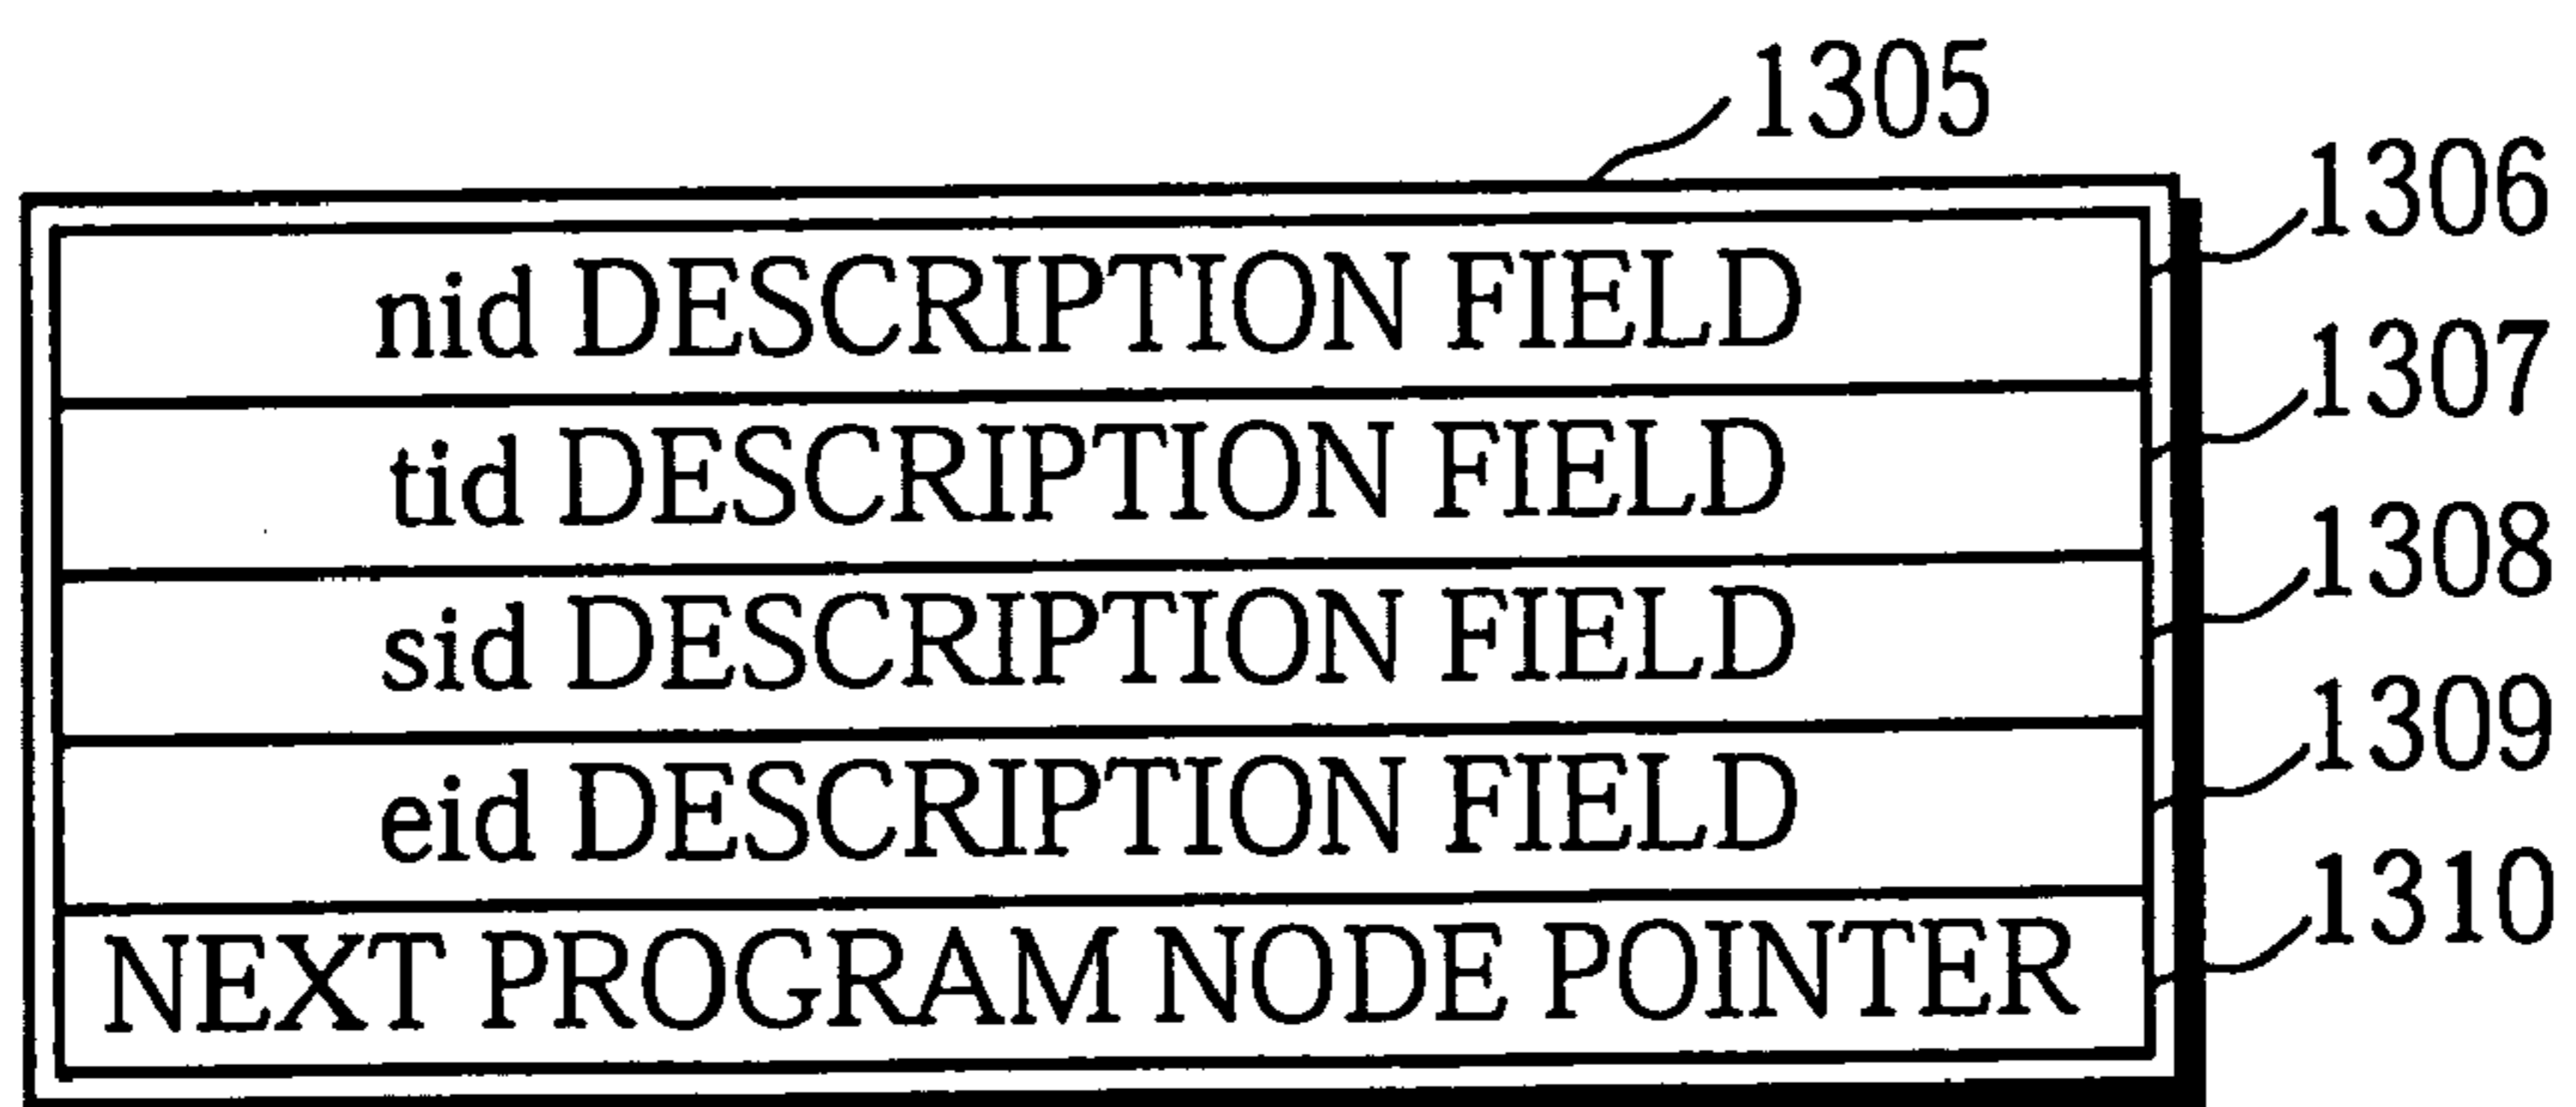 1305
nid DESCRIPTION FIELD 1306
tid DESCRIPTION FIELD 1307
sid DESCRIPTION FIELD 1308
eid DESCRIPTION FIELD 1309
NEXT PROGRAM NODE POINTER 1310